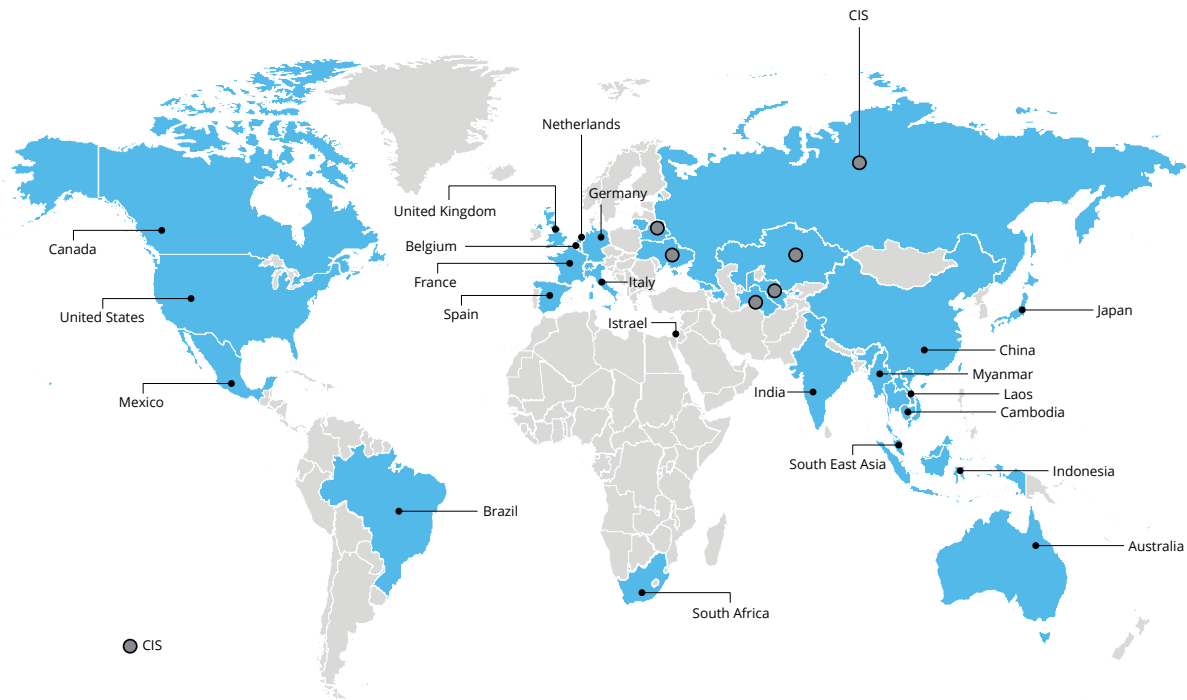 CIS
Netherlands
Germany
United Kingdom
Canada
Belgium
France
Italy
Spain
United States
Istrael
Japan
China
Myanmar
Mexico
India
Laos
Cambodia
South East Asia
Indonesia
Brazil
Australia
South Africa
CIS